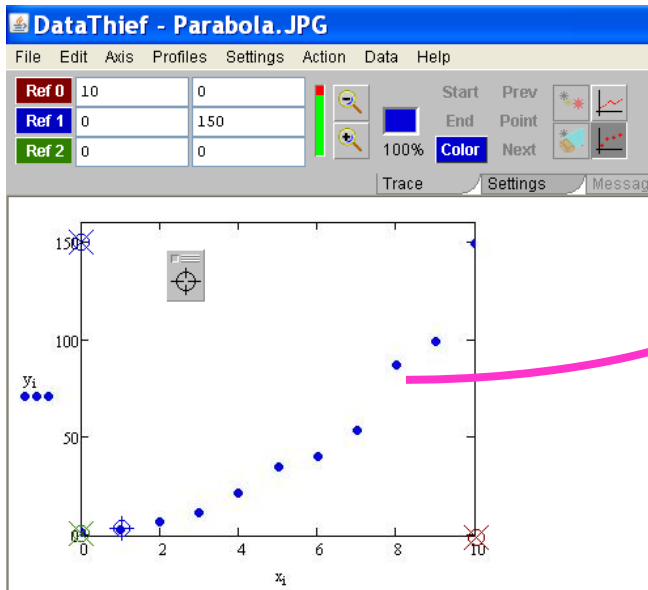 DataThief - Parabola.JPG
File Edit Axis Profiles Settings Action Data Help
Ref 0 10 0
Ref 1 0 150
Ref 2 0 0
100%
Color
Start Prev
End Point
Next
Trace Settings Messag
150
100
yi
50
0
0 2 4 6 8 10
xi